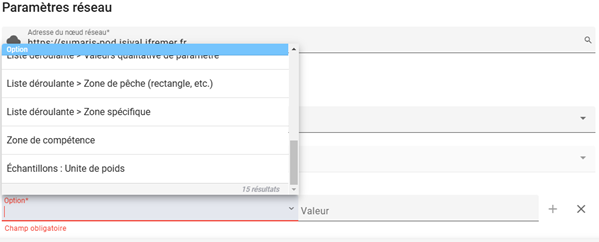 Paramètres réseau
Adresse du nœud réseau*
https://sumaris-pod.isival.ifremer.fr
Option
Liste déroulante > Valeurs qualitative de paramètre
Liste déroulante > Zone de pêche (rectangle, etc.)
Liste déroulante > Zone spécifique
Zone de compétence
Échantillons : Unite de poids
15 résultats
Option*
Valeur
Champ obligatoire